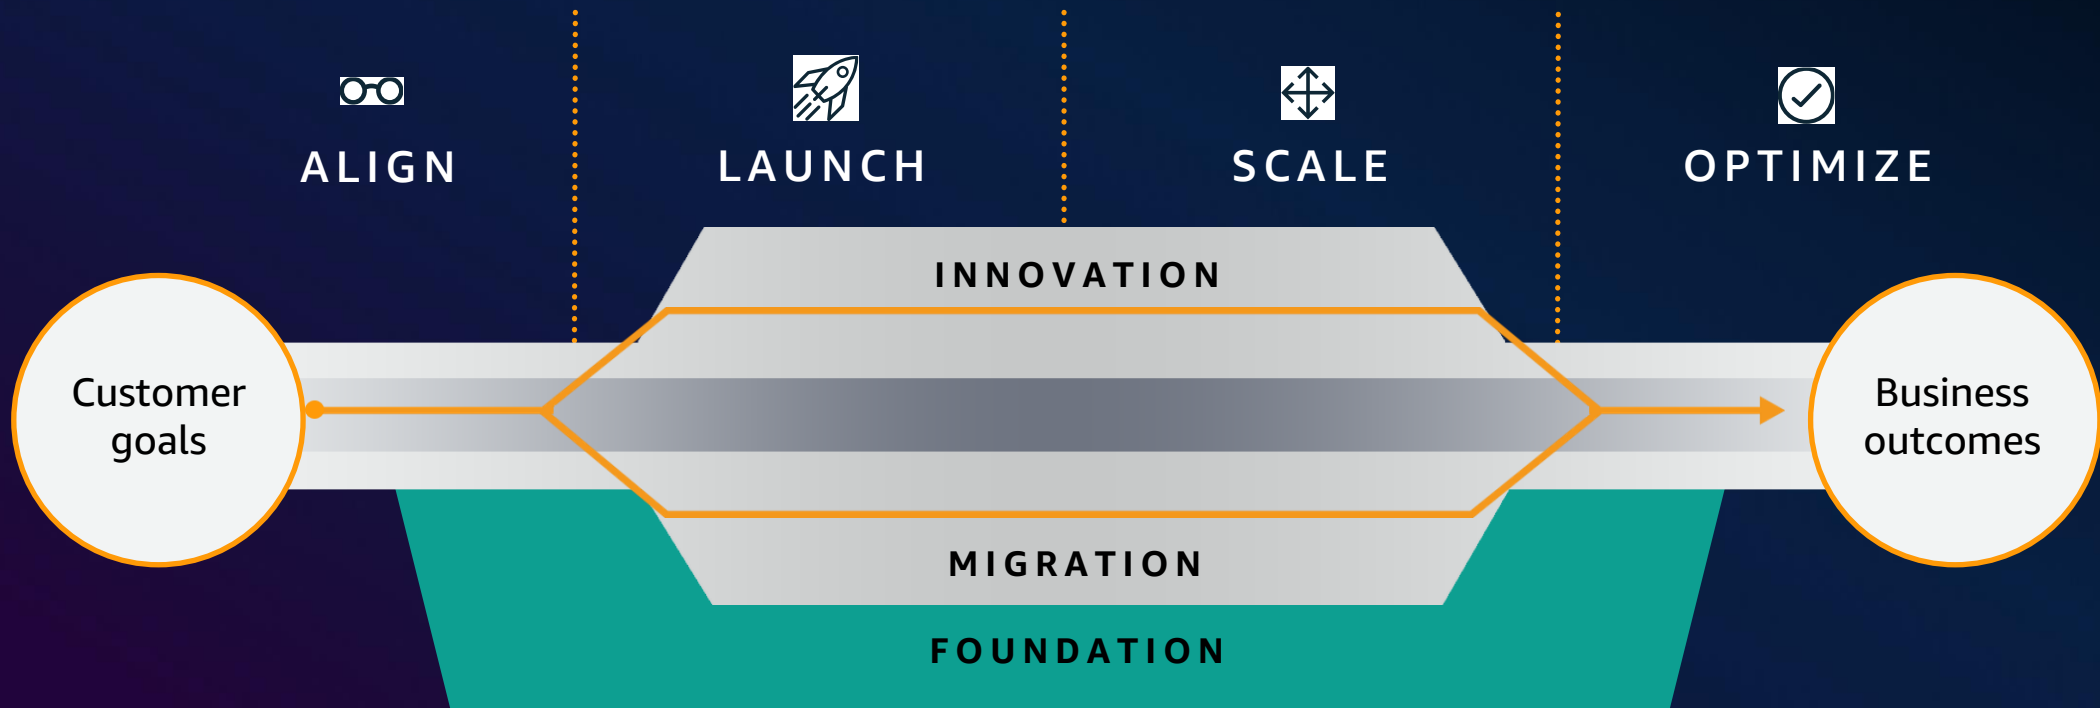 ALIGN
LAUNCH
SCALE
OPTIMIZE
INNOVATION
Customer
goals
Business
outcomes
MIGRATION
FOUNDATION